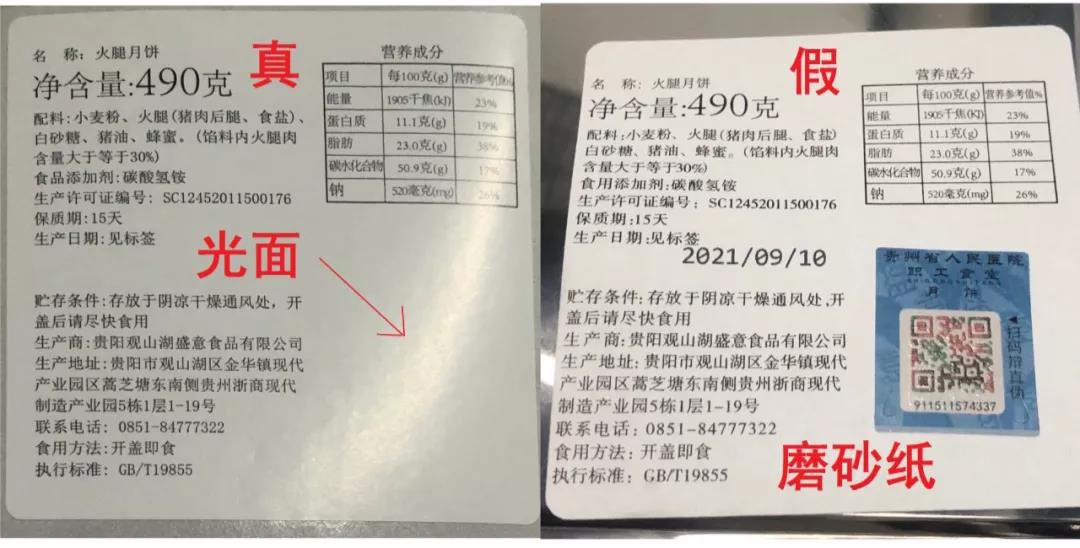 真
名 称：火腿月饼
净含量:490克
配料:小麦粉、火腿(猪肉后腿、食盐)、
白砂糖、猪油、蜂蜜。(馅料内火腿肉
含量大于等于30%)
食品添加剂:碳酸氢铵
生产许可证编号：SC12452011500176
保质期:15天
生产日期:见标签
营养成分
项目 每100克(g) 营养参考值%
能量 1905千焦(kJ) 23%
蛋白质 11.1克(g) 19%
脂肪 23.0克(g) 38%
碳水化合物 50.9克(g) 17%
钠 520毫克(mg) 26%
光面
贮存条件:存放于阴凉干燥通风处，开
盖后请尽快食用
生产商:贵阳观山湖盛意食品有限公司
生产地址:贵阳市观山湖区金华镇现代
产业园区蒿芝塘东南侧贵州浙商现代
制造产业园5栋1层1-19号
联系电话：0851-84777322
食用方法:开盖即食
执行标准：GB/T19855
假
名 称：火腿月饼
净含量:490克
配料:小麦粉、火腿(猪肉后腿、食盐)
白砂糖、猪油、蜂蜜。(馅料内火腿肉
含量大于等于30%)
食用添加剂:碳酸氢铵
生产许可证编号：SC12452011500176
保质期:15天
生产日期:见标签
2021/09/10
营养成分
项目 每100克(g) 营养参考值%
能量 1905千焦(kJ) 23%
蛋白质 11.1克(g) 19%
脂肪 23.0克(g) 38%
碳水化合物 50.9克(g) 17%
钠 520毫克(mg) 26%
贮存条件:存放于阴凉干燥通风处,开
盖后请尽快食用
生产商:贵阳观山湖盛意食品有限公司
生产地址:贵阳市观山湖区金华镇现代
产业园区蒿芝塘东南侧贵州浙商现代
制造产业园5栋1层1-19号
联系电话：0851-84777322
食用方法:开盖即食
执行标准：GB/T19855
贵州省人民医院
职工食堂
月饼
扫码辩真伪
911511574337
磨砂纸